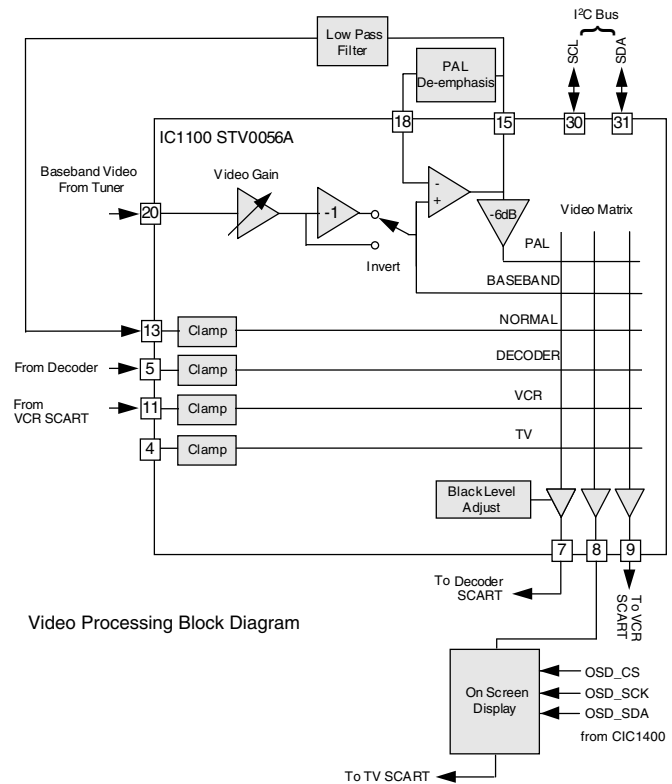 I²C Bus
Low Pass
Filter
SCL
SDA
PAL
De-emphasis
18
15
30
31
IC1100 STV0056A
Baseband Video
From Tuner
Video Gain
20
-1
-
+
-6dB
Video Matrix
Invert
PAL
BASEBAND
13
Clamp
NORMAL
From Decoder
5
Clamp
DECODER
From
VCR SCART
11
Clamp
VCR
4
Clamp
TV
Black Level
Adjust
7
8
9
To Decoder
SCART
To VCR
SCART
Video Processing Block Diagram
On Screen
Display
OSD_CS
OSD_SCK
OSD_SDA
from CIC1400
To TV SCART